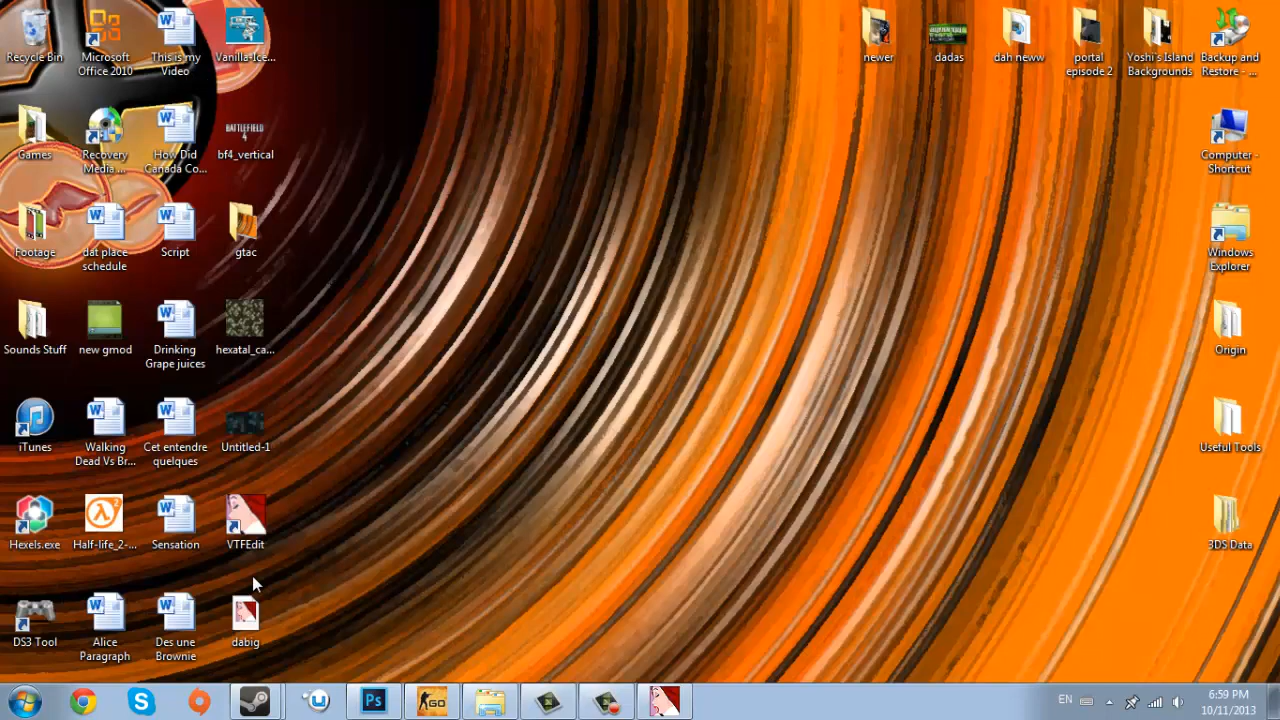 Recycle Bin
Microsoft
Office 2010
This is my
Video
Vanilla-Ice...
newer
dadas
dah neww
portal
episode 2
Yoshi's Island
Backgrounds
Backup and
Restore - ...
Games
Recovery
Media ...
How Did
Canada Co...
BATTLEFIELD
4
bf4_vertical
Computer -
Shortcut
Footage
dat place
schedule
Script
gtac
Windows
Explorer
Sounds Stuff
new gmod
Drinking
Grape juices
hexatal_ca...
Origin
iTunes
Walking
Dead Vs Br...
Cet entendre
quelques
Untitled-1
Useful Tools
Hexels.exe
Half-life_2-...
Sensation
VTFEdit
3DS Data
DS3 Tool
Alice
Paragraph
Des une
Brownie
dabig
Ps
GO
EN
6:59 PM
10/11/2013